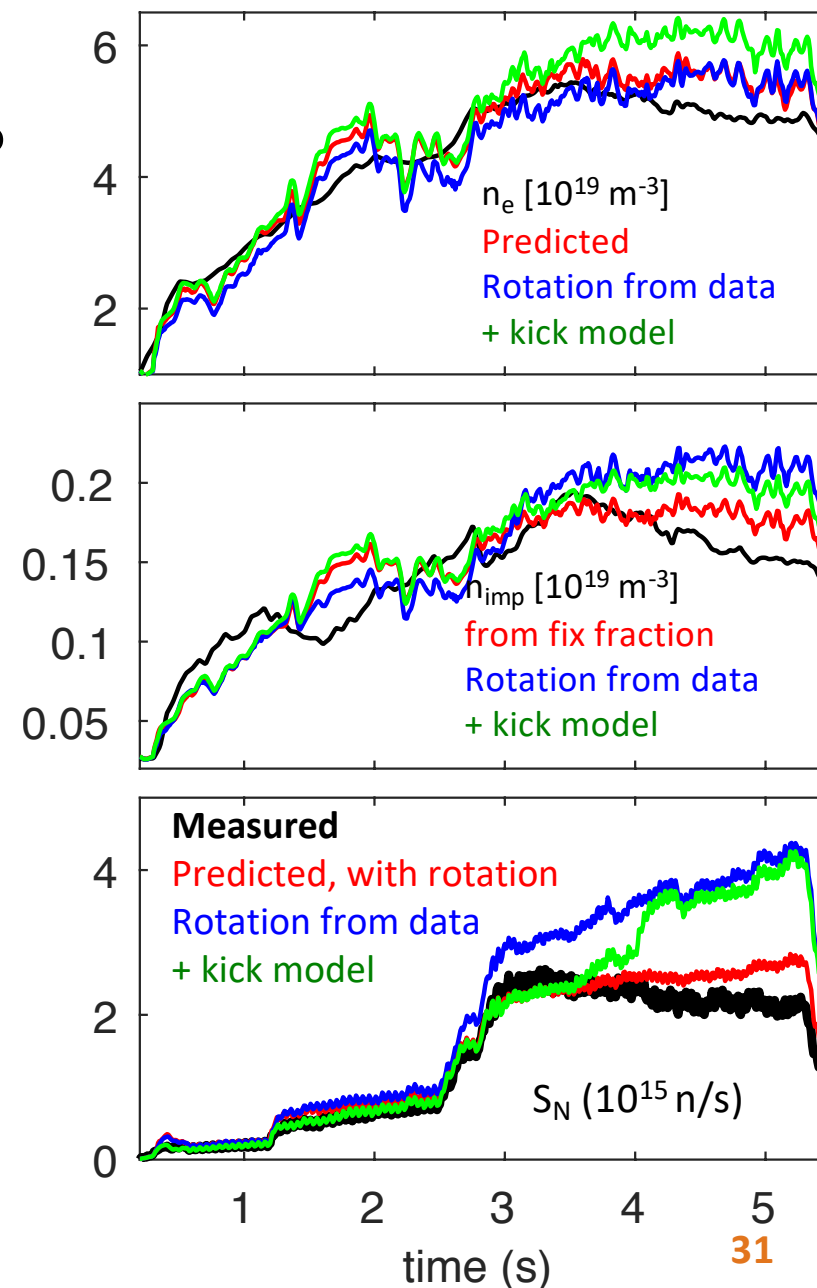 6
4
2
n_e [10^19 m^-3]
Predicted
Rotation from data
+ kick model
0.2
0.15
0.1
0.05
n_imp [10^19 m^-3]
from fix fraction
Rotation from data
+ kick model
4
2
0
Measured
Predicted, with rotation
Rotation from data
+ kick model
S_N (10^15 n/s)
1 2 3 4 5
time (s)
31